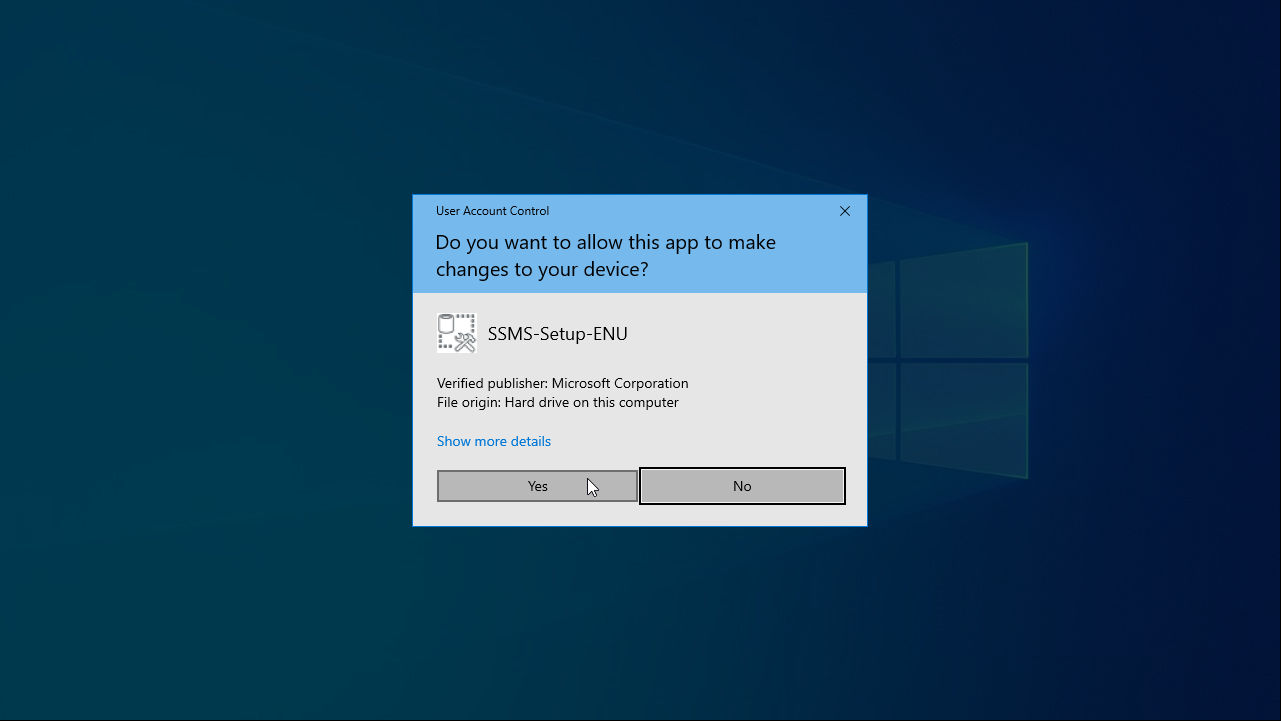 User Account Control
Do you want to allow this app to make
changes to your device?
SSMS-Setup-ENU
Verified publisher: Microsoft Corporation
File origin: Hard drive on this computer
Show more details
Yes
No